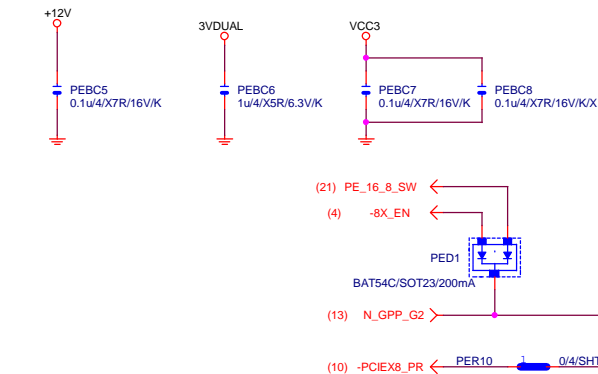 +12V
3VDUAL
VCC3
PEBC5
0.1u/4/X7R/16V/K
PEBC6
1u/4/X5R/6.3V/K
PEBC7
0.1u/4/X7R/16V/K
PEBC8
0.1u/4/X7R/16V/K/X
(21) PE_16_8_SW
(4) -8X_EN
PED1
BAT54C/SOT23/200mA
(13) N_GPP_G2
(10) -PCIEX8_PR
PER10
1
0/4/SHT